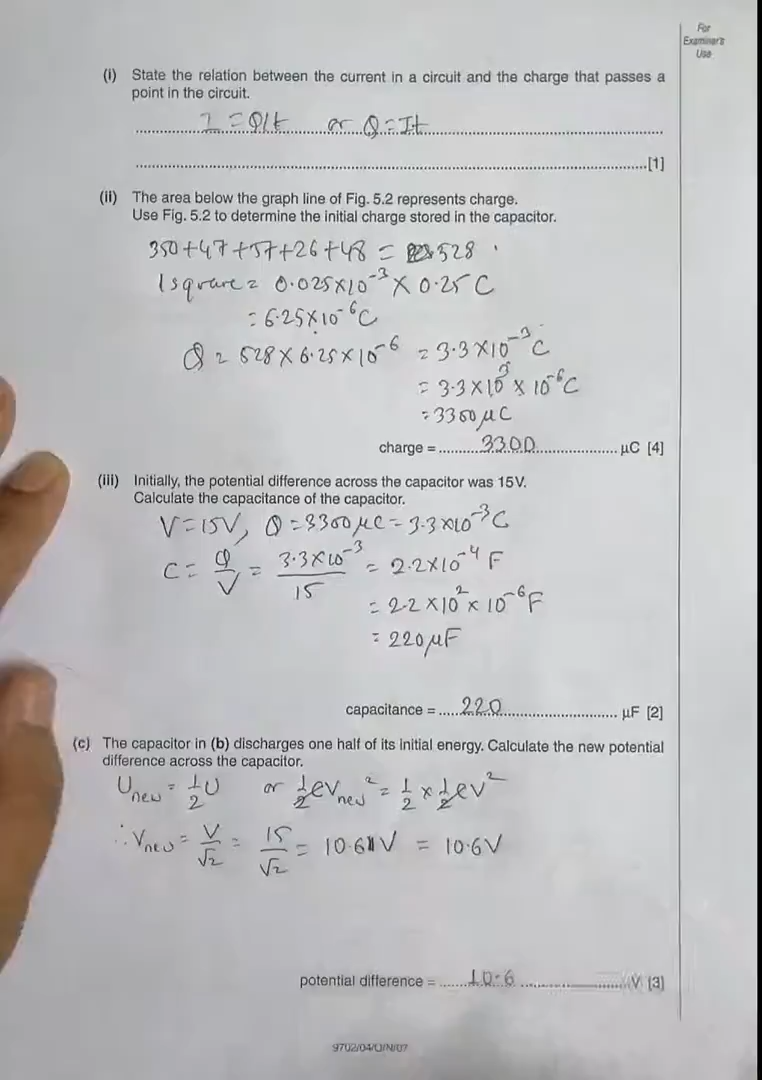 For
Examiner's
Use
(i) State the relation between the current in a circuit and the charge that passes a
point in the circuit.
I = Q/t or Q = It
[1]
(ii) The area below the graph line of Fig. 5.2 represents charge.
Use Fig. 5.2 to determine the initial charge stored in the capacitor.
350+47+57+26+48 = 528
1 square = 0.025×10⁻³ × 0.25 C
= 6.25×10⁻⁶C
Q = 528 × 6.25 × 10⁻⁶ = 3.3×10⁻³ C
= 3.3×10³ × 10⁻⁶C
= 3300 μC
charge = 3300 μC [4]
(iii) Initially, the potential difference across the capacitor was 15V.
Calculate the capacitance of the capacitor.
V = 15V, Q = 3300 μC = 3.3×10⁻³ C
C = Q/V = 3.3×10⁻³/15 = 2.2×10⁻⁴ F
= 2.2 × 10² × 10⁻⁶F
= 220 μF
capacitance = 220 μF [2]
(c) The capacitor in (b) discharges one half of its initial energy. Calculate the new potential
difference across the capacitor.
U new = 1/2 U or 1/2 CV new² = 1/2 × 1/2 CV²
∴ V new = V/√2 = 15/√2 = 10.61V = 10.6V
potential difference = 10.6 V [3]
9702/04/O/N/07